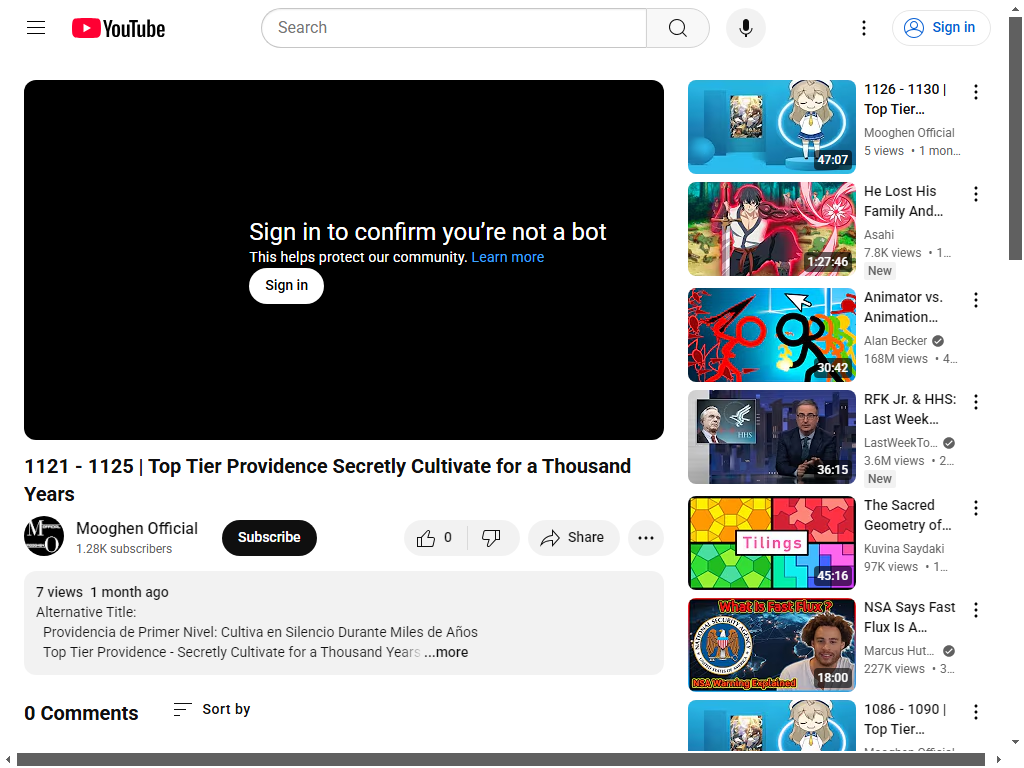 YouTube
Search
Sign in
Sign in to confirm you’re not a bot
This helps protect our community. Learn more
Sign in
1121 - 1125 | Top Tier Providence Secretly Cultivate for a Thousand
Years
Mooghen Official
1.28K subscribers
Subscribe
0
Share
7 views 1 month ago
Alternative Title:
Providencia de Primer Nivel: Cultiva en Silencio Durante Miles de Años
Top Tier Providence - Secretly Cultivate for a Thousand Years ...more
0 Comments
Sort by
47:07
1126 - 1130 |
Top Tier...
Mooghen Official
5 views • 1 mon...
1:27:46
He Lost His
Family And...
Asahi
7.8K views • 1...
New
30:42
Animator vs.
Animation...
Alan Becker
168M views • 4...
HHS
36:15
RFK Jr. & HHS:
Last Week...
LastWeekTo...
3.6M views • 2...
New
Tilings
45:16
The Sacred
Geometry of...
Kuvina Saydaki
97K views • 1...
What Is Fast Flux ?
NSA Warning Explained
18:00
NSA Says Fast
Flux Is A...
Marcus Hut...
227K views • 3...
1086 - 1090 |
Top Tier...
Mooghen Official